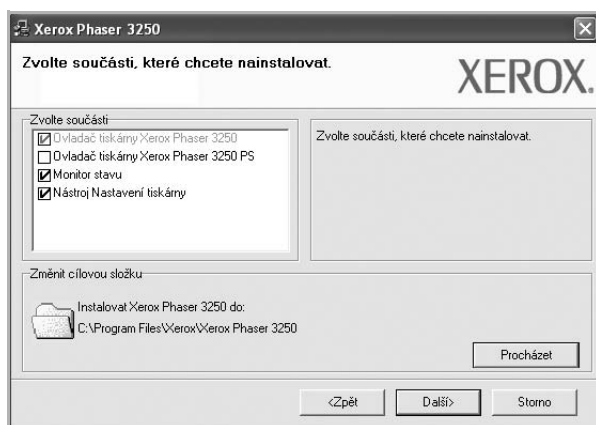 Xerox Phaser 3250
Zvolte součásti, které chcete nainstalovat.
XEROX.
Zvolte součásti
Ovladač tiskárny Xerox Phaser 3250
Ovladač tiskárny Xerox Phaser 3250 PS
Monitor stavu
Nástroj Nastavení tiskárny
Zvolte součásti, které chcete nainstalovat.
Změnit cílovou složku
Instalovat Xerox Phaser 3250 do:
C:\Program Files\Xerox\Xerox Phaser 3250
Procházet
<Zpět
Další>
Storno